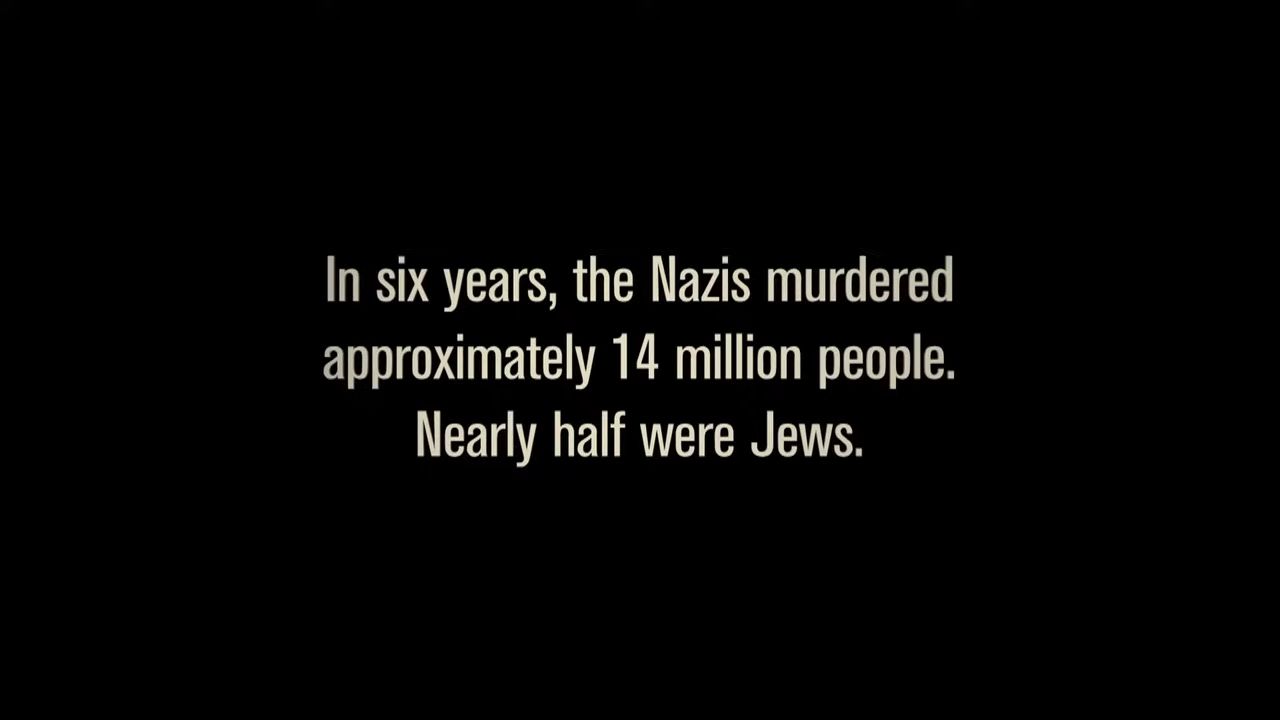 In six years, the Nazis murdered
approximately 14 million people.
Nearly half were Jews.